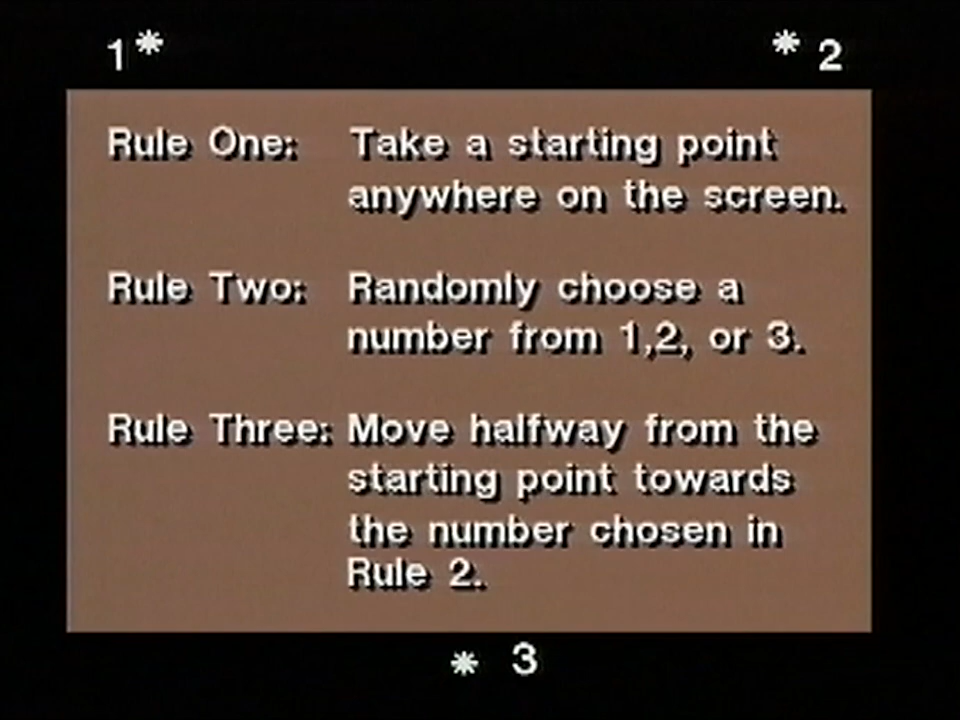 1* * 2
Rule One: Take a starting point
anywhere on the screen.
Rule Two: Randomly choose a
number from 1,2, or 3.
Rule Three: Move halfway from the
starting point towards
the number chosen in
Rule 2.
* 3